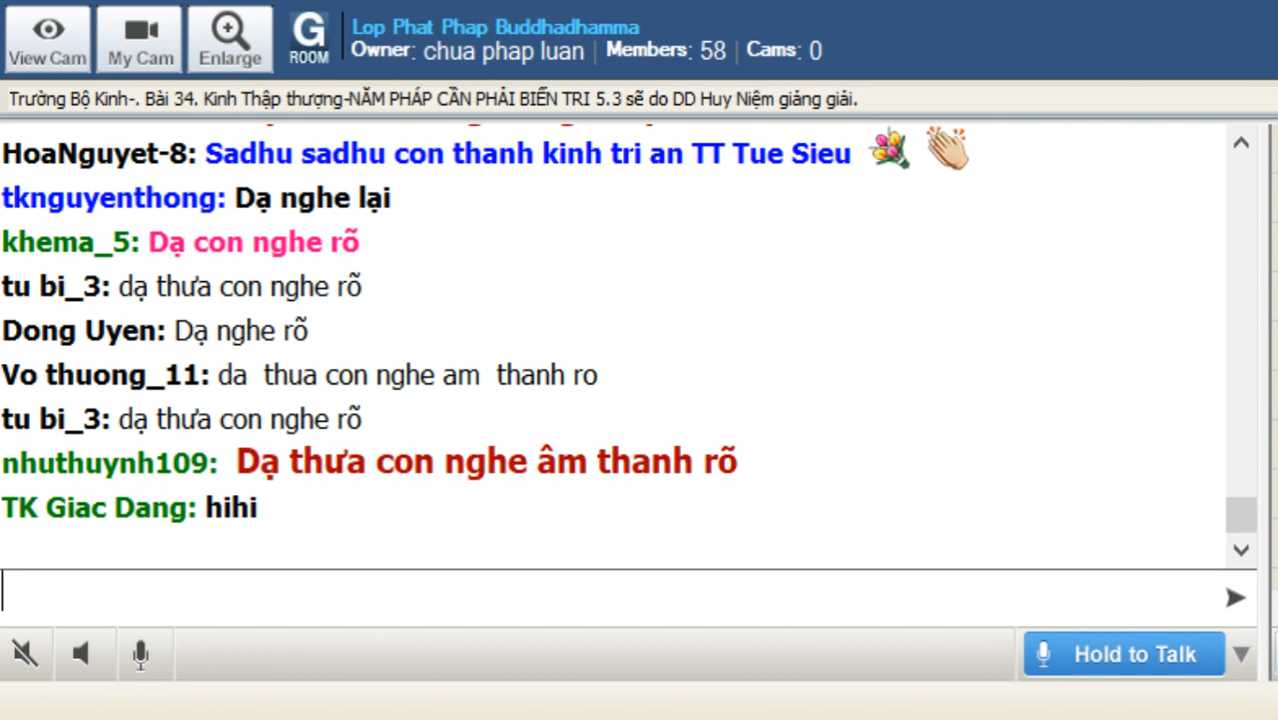 View Cam
My Cam
Enlarge
G
ROOM
Lop Phat Phap Buddhadhamma
Owner: chua phap luan | Members: 58 | Cams: 0
Trường Bộ Kinh-. Bài 34. Kinh Thập thượng-NĂM PHÁP CẦN PHẢI BIẾN TRI 5.3 sẽ do DD Huy Niệm giảng giải.
HoaNguyet-8: Sadhu sadhu con thanh kinh tri an TT Tue Sieu
tknguyenthong: Dạ nghe lại
khema_5: Dạ con nghe rõ
tu bi_3: dạ thưa con nghe rõ
Dong Uyen: Dạ nghe rõ
Vo thuong_11: da thua con nghe am thanh ro
tu bi_3: dạ thưa con nghe rõ
nhuthuynh109: Dạ thưa con nghe âm thanh rõ
TK Giac Dang: hihi
Hold to Talk